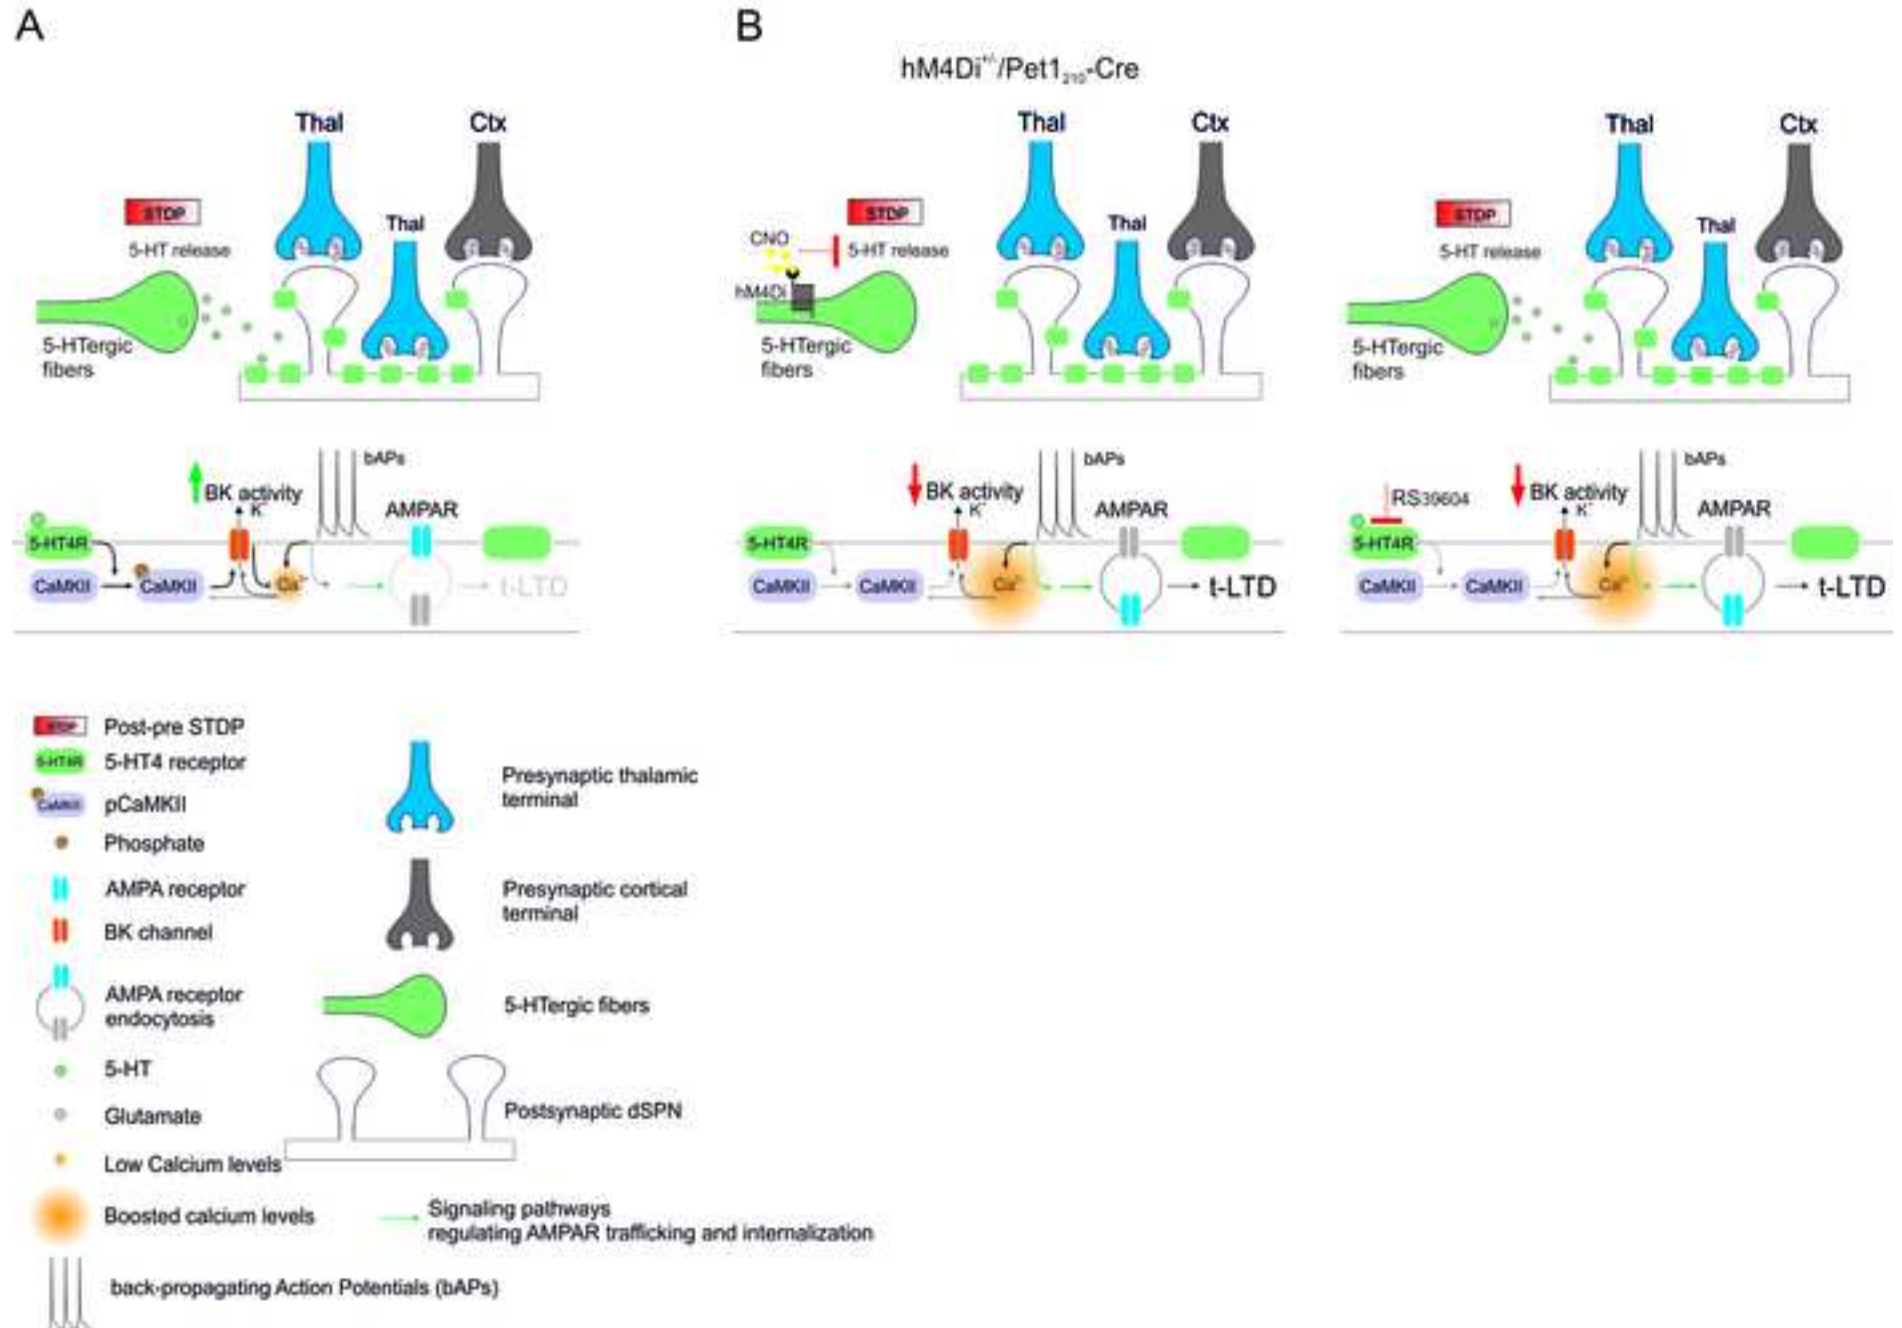 A
B
hM4Di+/-/Pet1210-Cre
Thal
Ctx
Thal
STDP
5-HT release
5-HTergic
fibers
Thal
Ctx
Thal
STDP
CNO
5-HT release
hM4Di
5-HTergic
fibers
Thal
Ctx
Thal
STDP
5-HT release
5-HTergic
fibers
bAPs
BK activity
K+
AMPAR
5-HT4R
CaMKII
CaMKII
Ca2+
t-LTD
bAPs
BK activity
K+
AMPAR
5-HT4R
CaMKII
CaMKII
Ca2+
t-LTD
bAPs
RS39604
BK activity
K+
AMPAR
5-HT4R
CaMKII
CaMKII
Ca2+
t-LTD
STDP
Post-pre STDP
5-HT4R
5-HT4 receptor
CaMKII
pCaMKII
Phosphate
AMPA receptor
BK channel
AMPA receptor
endocytosis
5-HT
Glutamate
Low Calcium levels
Boosted calcium levels
back-propagating Action Potentials (bAPs)
Presynaptic thalamic
terminal
Presynaptic cortical
terminal
5-HTergic fibers
Postsynaptic dSPN
Signaling pathways
regulating AMPAR trafficking and internalization